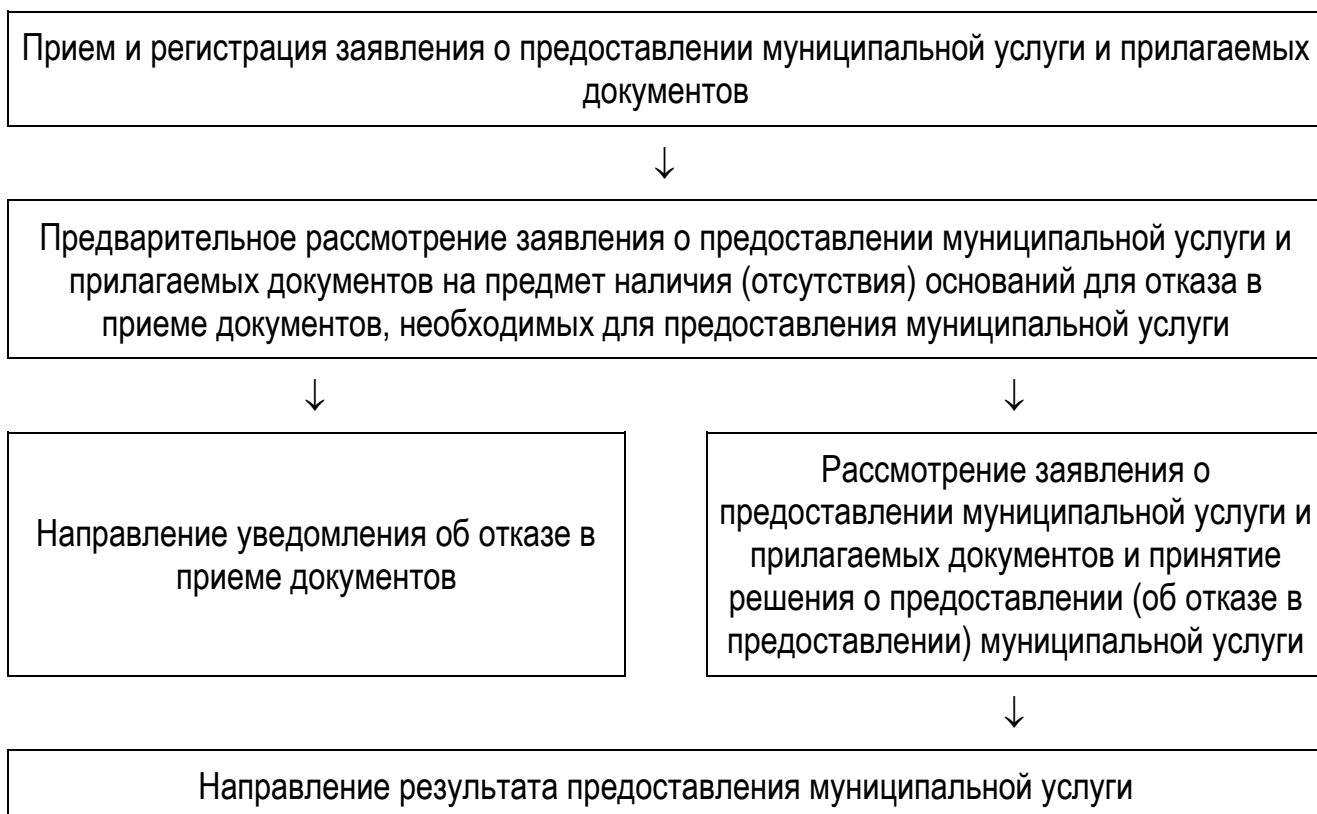 Прием и регистрация заявления о предоставлении муниципальной услуги и прилагаемых
документов
↓
Предварительное рассмотрение заявления о предоставлении муниципальной услуги и
прилагаемых документов на предмет наличия (отсутствия) оснований для отказа в
приеме документов, необходимых для предоставления муниципальной услуги
↓ ↓
Направление уведомления об отказе в
приеме документов
Рассмотрение заявления о
предоставлении муниципальной услуги и
прилагаемых документов и принятие
решения о предоставлении (об отказе в
предоставлении) муниципальной услуги
↓
Направление результата предоставления муниципальной услуги